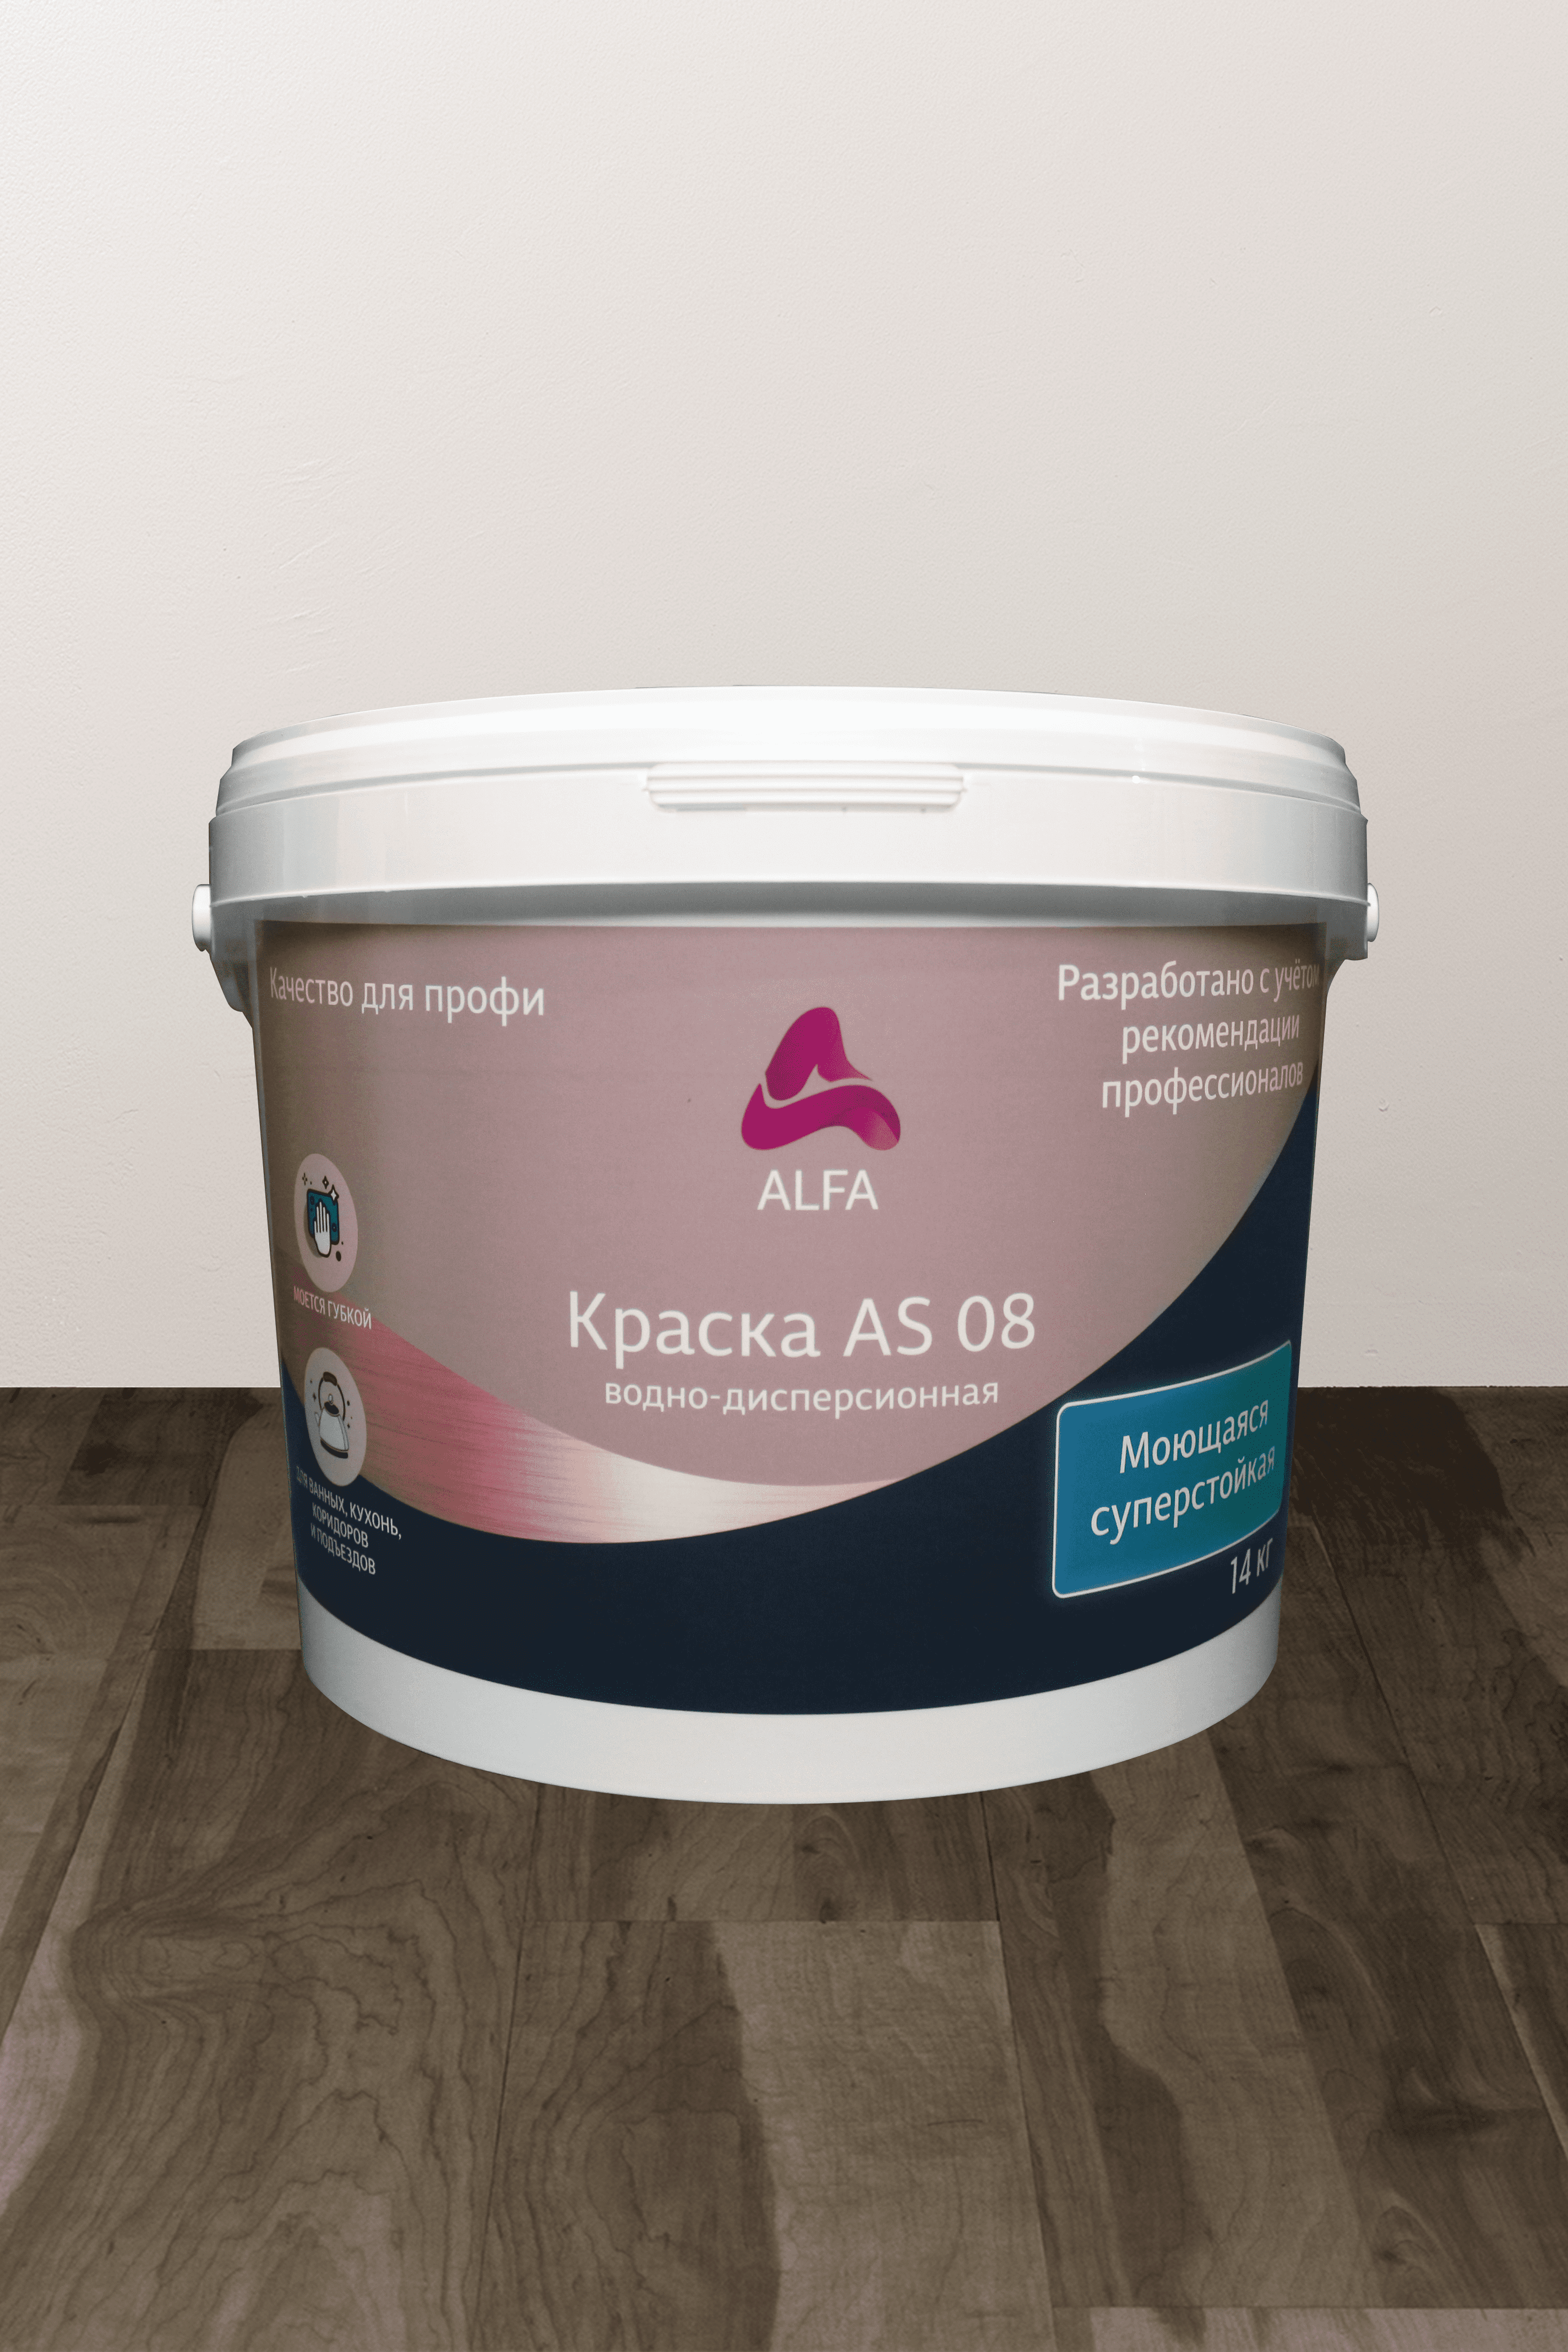 Качество для профи
Разработано с учётом
рекомендации
профессионалов
ALFA
МОЕТСЯ ГУБКОЙ
Краска AS 08
водно-дисперсионная
Моющаяся
суперстойкая
ДЛЯ ВАННЫХ, КУХОНЬ,
КОРИДОРОВ
И ПОДЪЕЗДОВ
14 кг